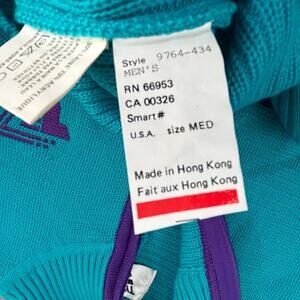 Style 9764-434
MEN'S
RN 66953
CA 00326
Smart#
U.S.A. size MED
Made in Hong Kong
Fait aux Hong Kong